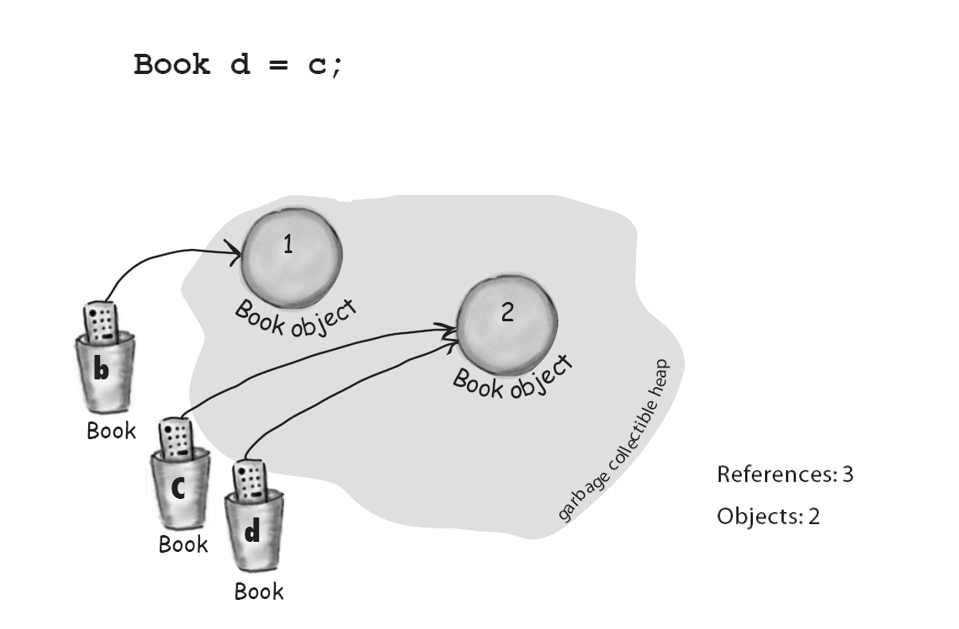 Book d = c;
1
Book object
2
Book object
b
Book
c
Book
d
Book
garbage collectible heap
References: 3
Objects: 2